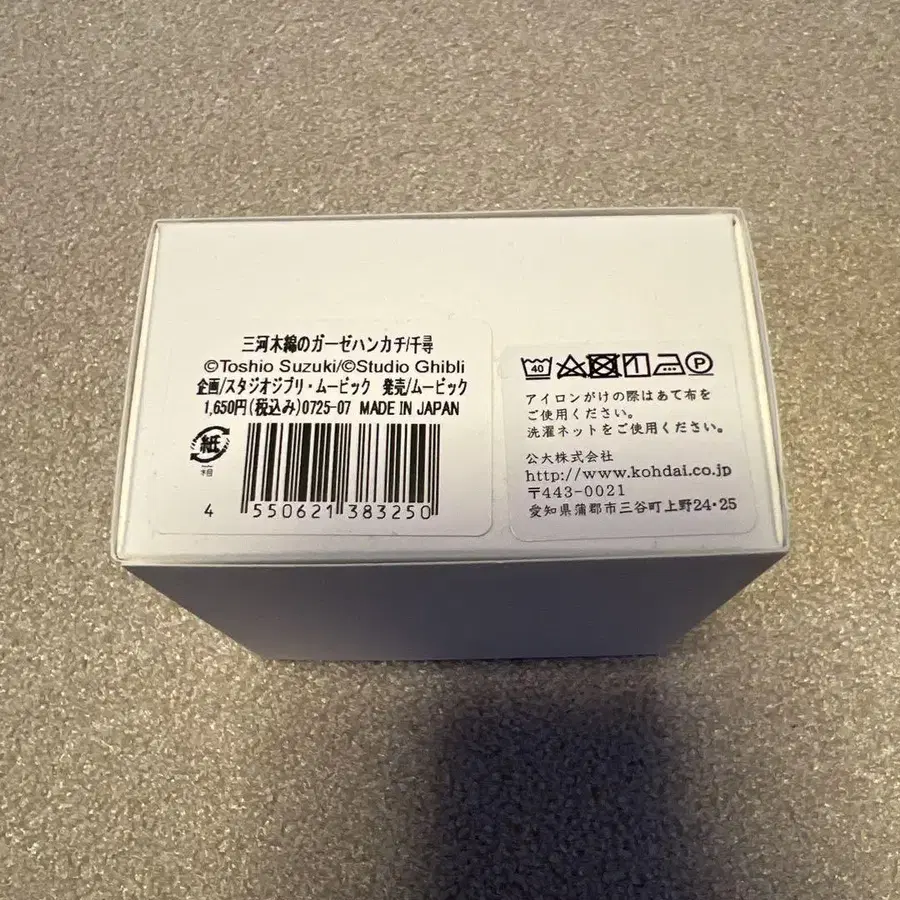 三河木綿のガーゼハンカチ/千尋
©Toshio Suzuki/©Studio Ghibli
企画/スタジオジブリ・ムービック 発売/ムービック
1,650円(税込み)0725-07 MADE IN JAPAN
紙
4 550621 383250
40
P
アイロンがけの際はあて布を
ご使用ください。
洗濯ネットをご使用ください。
公大株式会社
http://www.kohdai.co.jp
〒443-0021
愛知県蒲郡市三谷町上野24・25